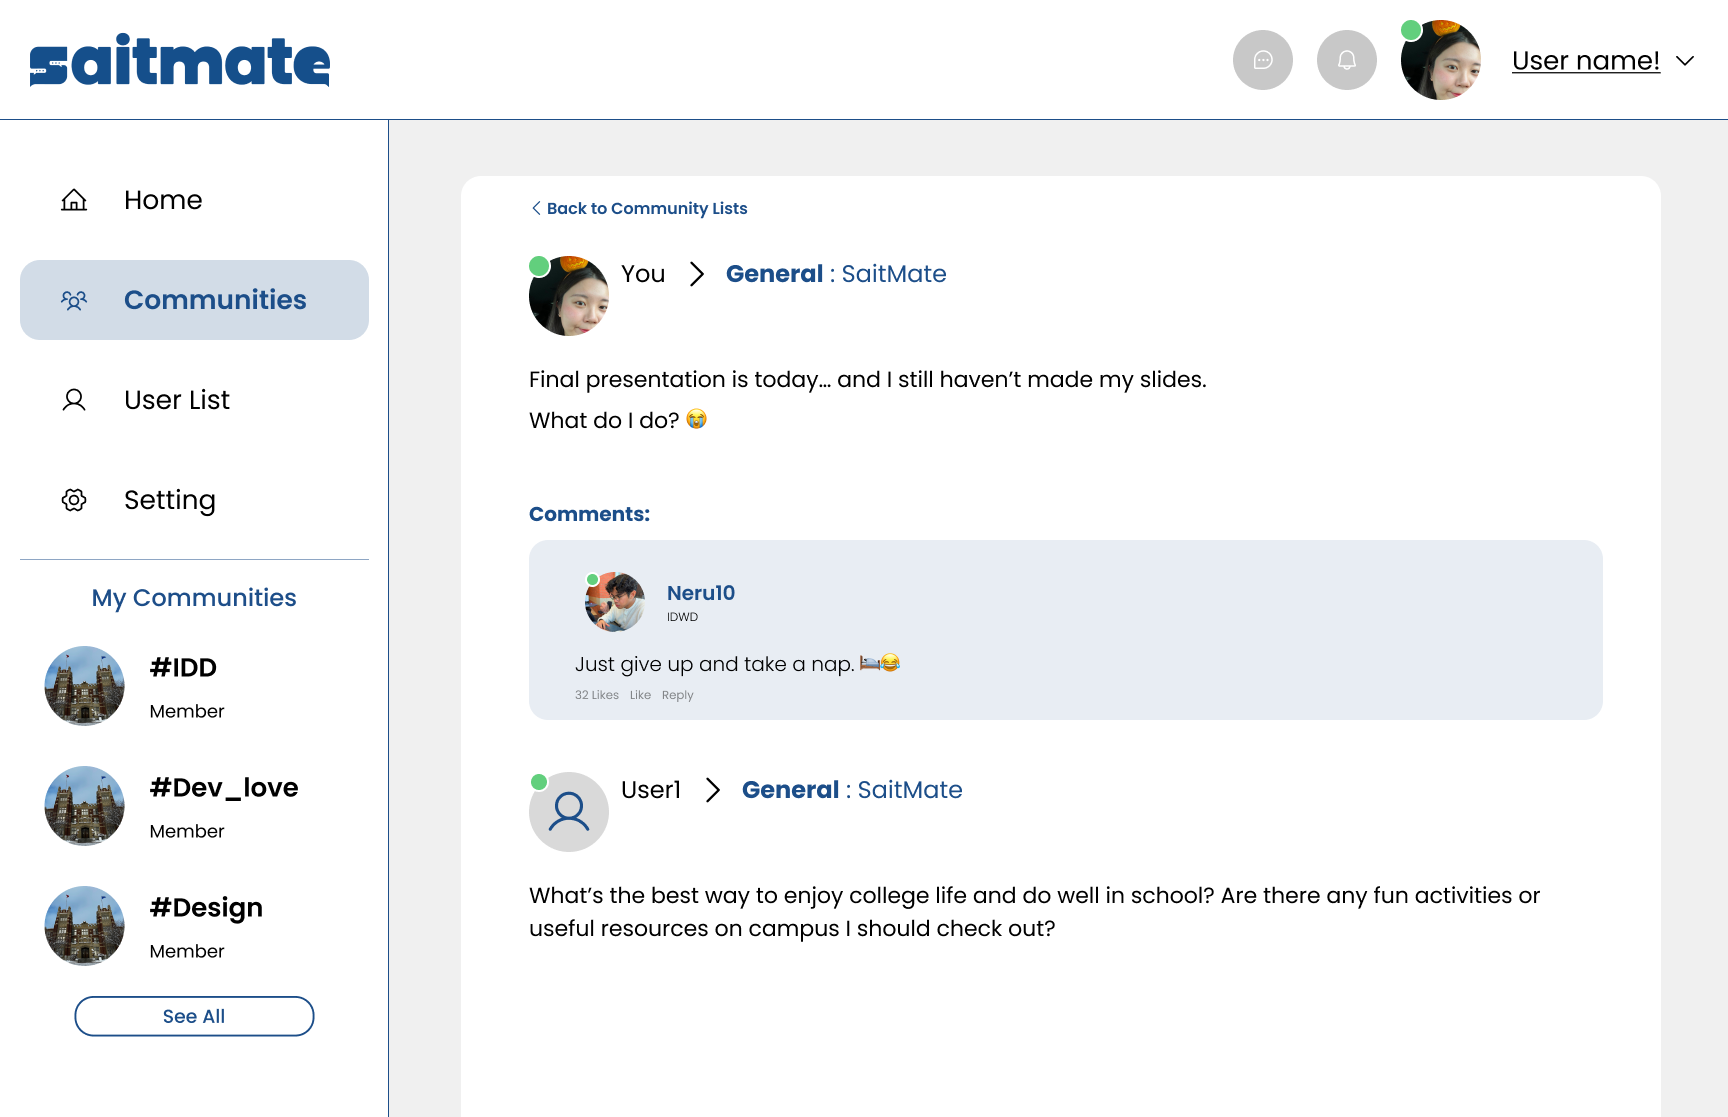 saitmate
User name!
Home
Communities
User List
Setting
My Communities
#IDD
Member
#Dev_love
Member
#Design
Member
See All
Back to Community Lists
You
General : SaitMate
Final presentation is today... and I still haven’t made my slides.
What do I do? 😭
Comments:
Neru10
IDWD
Just give up and take a nap. 🛏️😂
32 Likes Like Reply
User1
General : SaitMate
What’s the best way to enjoy college life and do well in school? Are there any fun activities or
useful resources on campus I should check out?